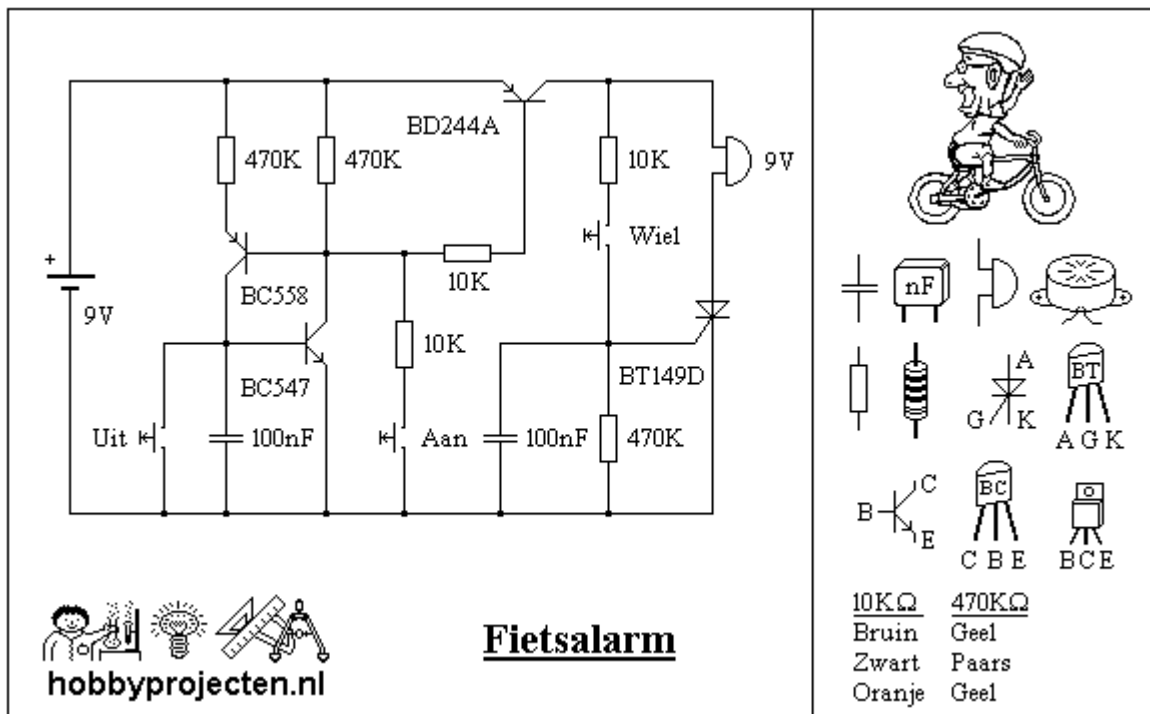 BD244A
470K
470K
10K
9V
Wiel
+
BC558
10K
9V
10K
BT149D
BC547
Uit
100nF
Aan
100nF
470K
Fietsalarm
hobbyprojecten.nl
nF
A
G
K
BT
A G K
B
C
E
BC
C B E
B C E
10KΩ 470KΩ
Bruin Geel
Zwart Paars
Oranje Geel